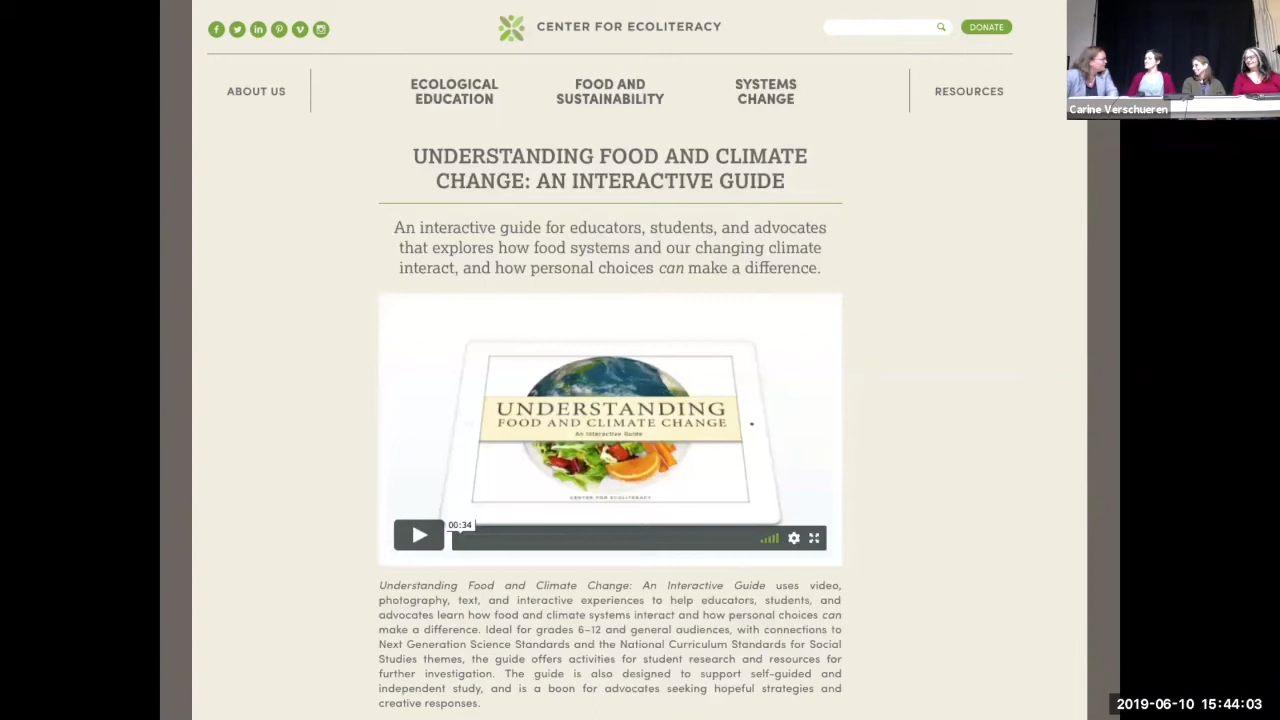 CENTER FOR ECOLITERACY
DONATE
ABOUT US
ECOLOGICAL
EDUCATION
FOOD AND
SUSTAINABILITY
SYSTEMS
CHANGE
RESOURCES
Carine Verschueren
UNDERSTANDING FOOD AND CLIMATE
CHANGE: AN INTERACTIVE GUIDE
An interactive guide for educators, students, and advocates
that explores how food systems and our changing climate
interact, and how personal choices can make a difference.
UNDERSTANDING
FOOD AND CLIMATE CHANGE
An Interactive Guide
CENTER FOR ECOLITERACY
00:34
Understanding Food and Climate Change: An Interactive Guide uses video,
photography, text, and interactive experiences to help educators, students, and
advocates learn how food and climate systems interact and how personal choices can
make a difference. Ideal for grades 6–12 and general audiences, with connections to
Next Generation Science Standards and the National Curriculum Standards for Social
Studies themes, the guide offers activities for student research and resources for
further investigation. The guide is also designed to support self-guided and
independent study, and is a boon for advocates seeking hopeful strategies and
creative responses.
2019-06-10 15:44:03